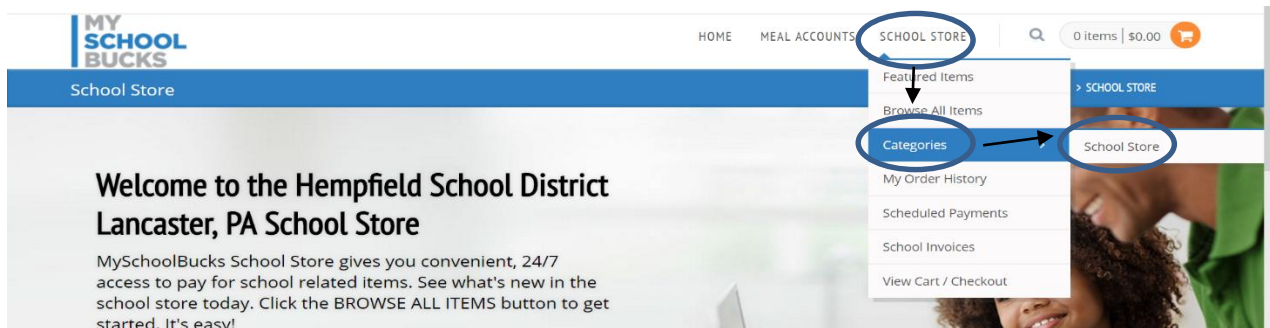 MY
SCHOOL
BUCKS
HOME MEAL ACCOUNTS SCHOOL STORE 0 items | $0.00
School Store
> SCHOOL STORE
Featured Items
Browse All Items
Categories
School Store
My Order History
Scheduled Payments
School Invoices
View Cart / Checkout
Welcome to the Hempfield School District
Lancaster, PA School Store
MySchoolBucks School Store gives you convenient, 24/7
access to pay for school related items. See what's new in the
school store today. Click the BROWSE ALL ITEMS button to get
started. It's easy!